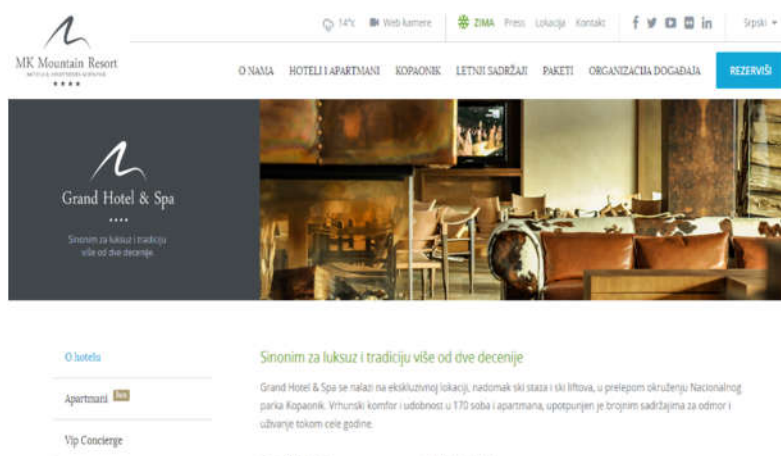 14°c Web kamere ZIMA Press Lokacija Kontakt Srpski
MK Mountain Resort
O NAMA HOTELI I APARTMANI KOPAONIK LETNJI SADRŽAJI PAKETI ORGANIZACIJA DOGAĐAJA REZERVIŠI
Grand Hotel & Spa
Sinonim za luksuz i tradiciju
više od dve decenije.
O hotelu
Apartmani
Vip Concierge
Sinonim za luksuz i tradiciju više od dve decenije
Grand Hotel & Spa se nalazi na ekskluzivnoj lokaciji, nadomak ski staza i ski liftova, u prelepom okruženju Nacionalnog
parka Kopaonik. Vrhunski komfor i udobnost u 170 soba i apartmana, upotpunjen je brojnim sadržajima za odmor i
uživanje tokom cele godine.